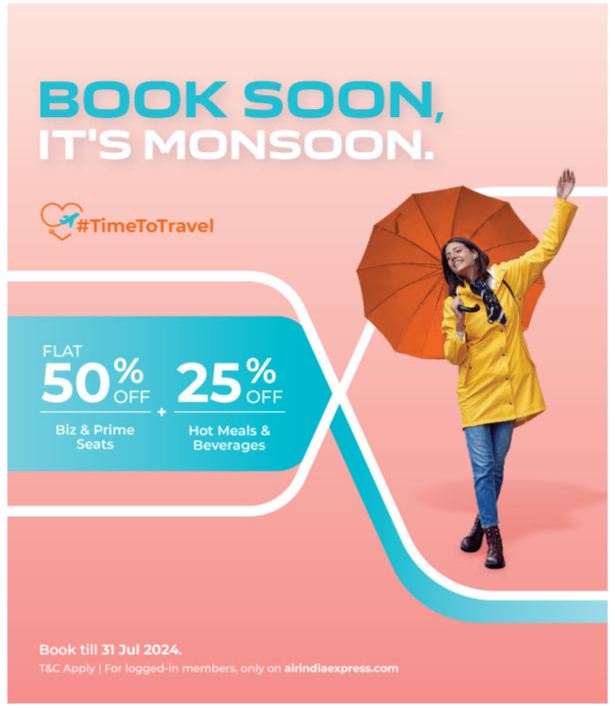 BOOK SOON,
IT'S MONSOON.
#TimeToTravel
FLAT
50% OFF
Biz & Prime
Seats
+
25% OFF
Hot Meals &
Beverages
Book till 31 Jul 2024.
T&C Apply | For logged-in members, only on airindiaexpress.com